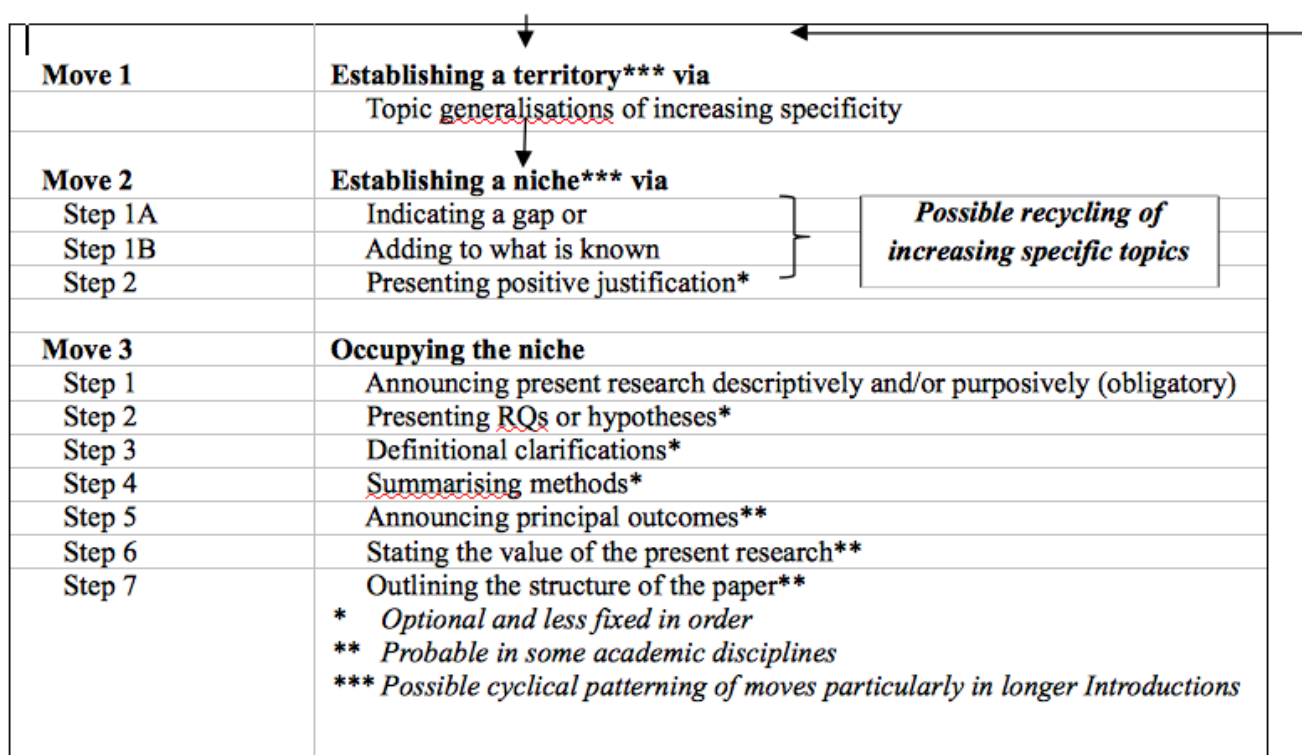 Move 1 Establishing a territory*** via
Topic generalisations of increasing specificity
Move 2 Establishing a niche*** via
Step 1A Indicating a gap or
Step 1B Adding to what is known
Step 2 Presenting positive justification*
Possible recycling of
increasing specific topics
Move 3 Occupying the niche
Step 1 Announcing present research descriptively and/or purposively (obligatory)
Step 2 Presenting RQs or hypotheses*
Step 3 Definitional clarifications*
Step 4 Summarising methods*
Step 5 Announcing principal outcomes**
Step 6 Stating the value of the present research**
Step 7 Outlining the structure of the paper**
* Optional and less fixed in order
** Probable in some academic disciplines
*** Possible cyclical patterning of moves particularly in longer Introductions